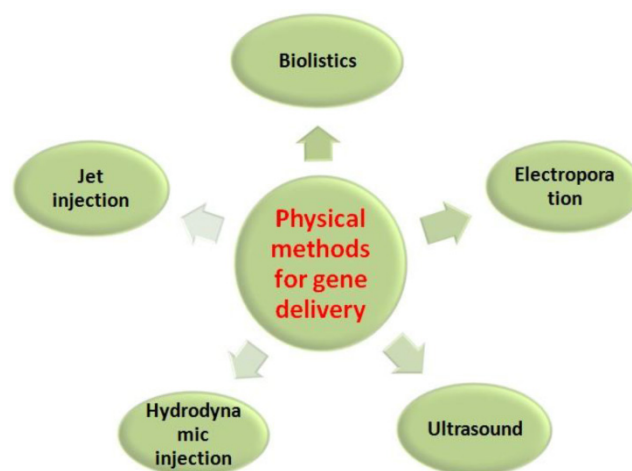 Biolistics
Jet
injection
Electropora
tion
Physical
methods
for gene
delivery
Hydrodyna
mic
injection
Ultrasound